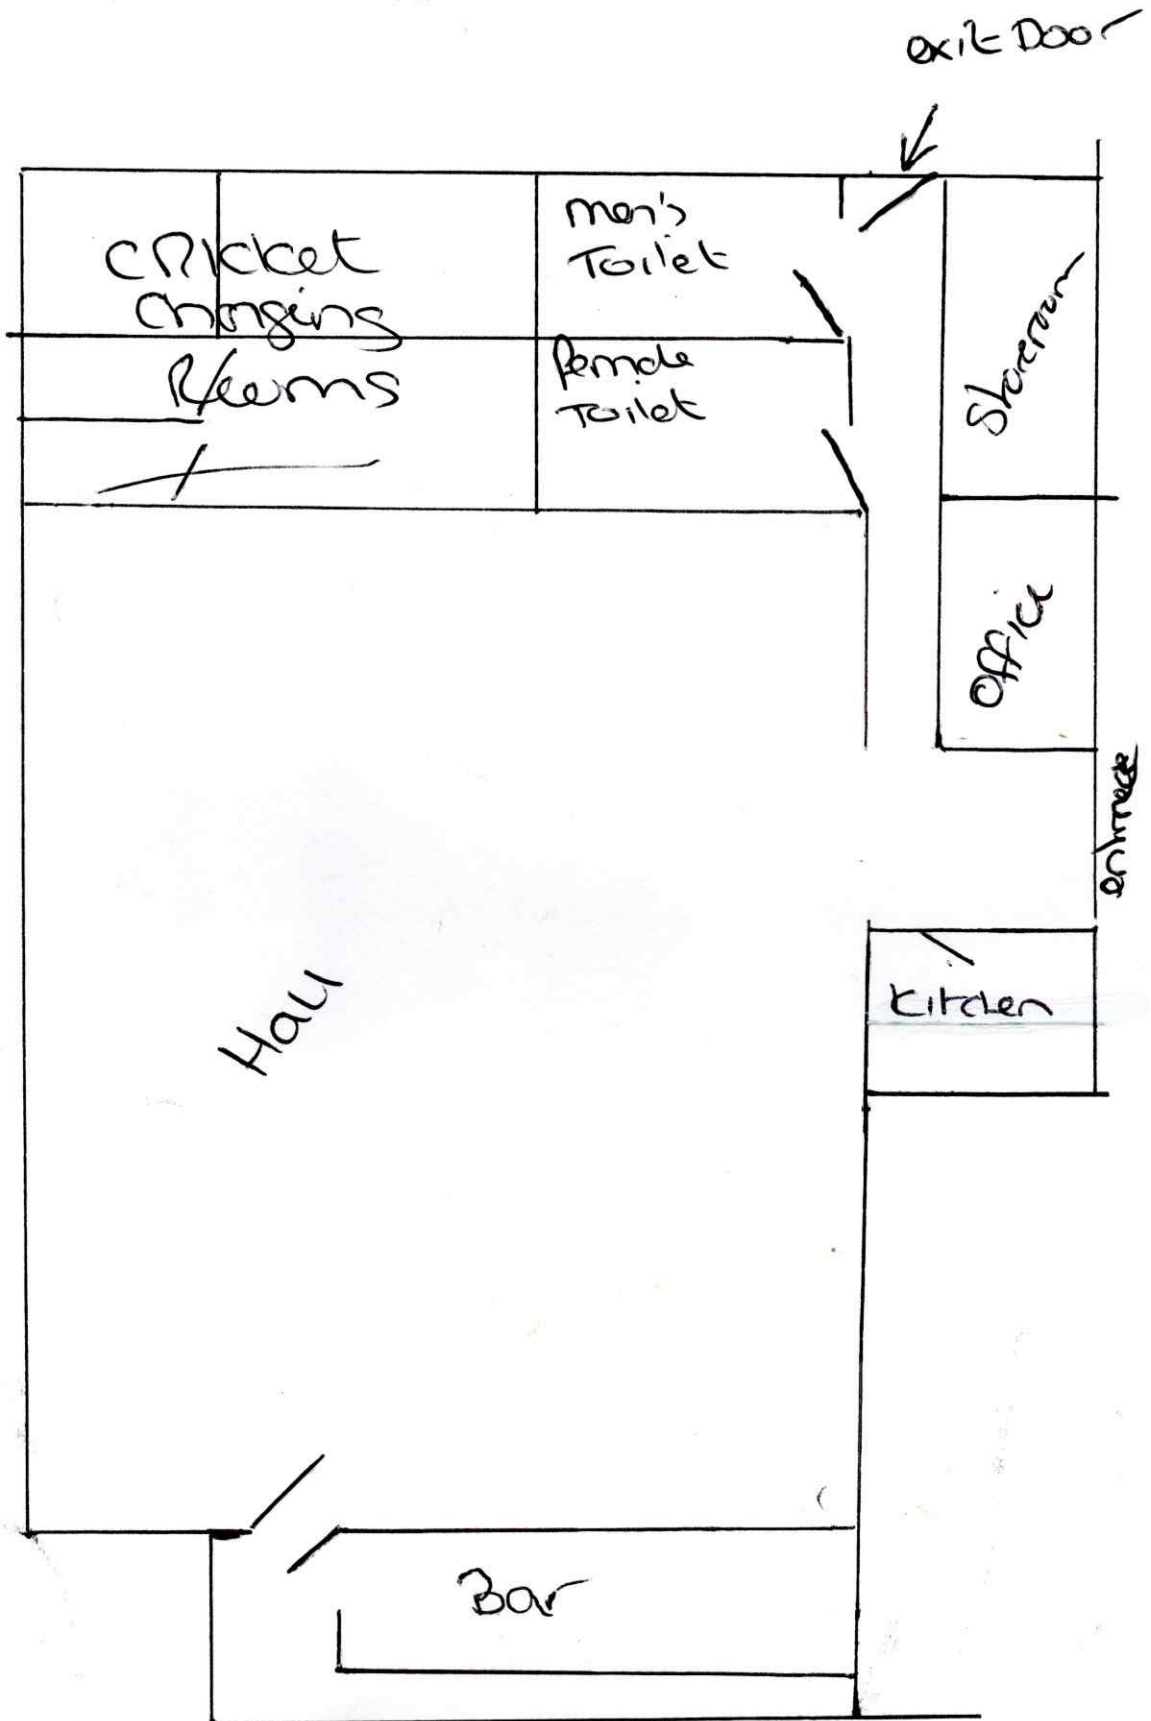 exit Door
Men's
Toilet
Cricket
Changing
Rooms
Female
Toilet
Storeroom
Office
entrance
Hall
Kitchen
Bar